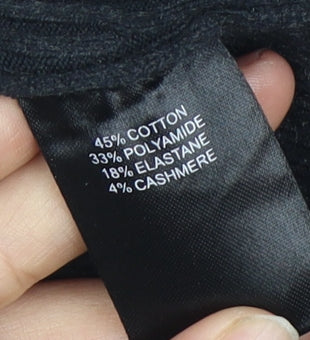 45% COTTON
33% POLYAMIDE
18% ELASTANE
4% CASHMERE